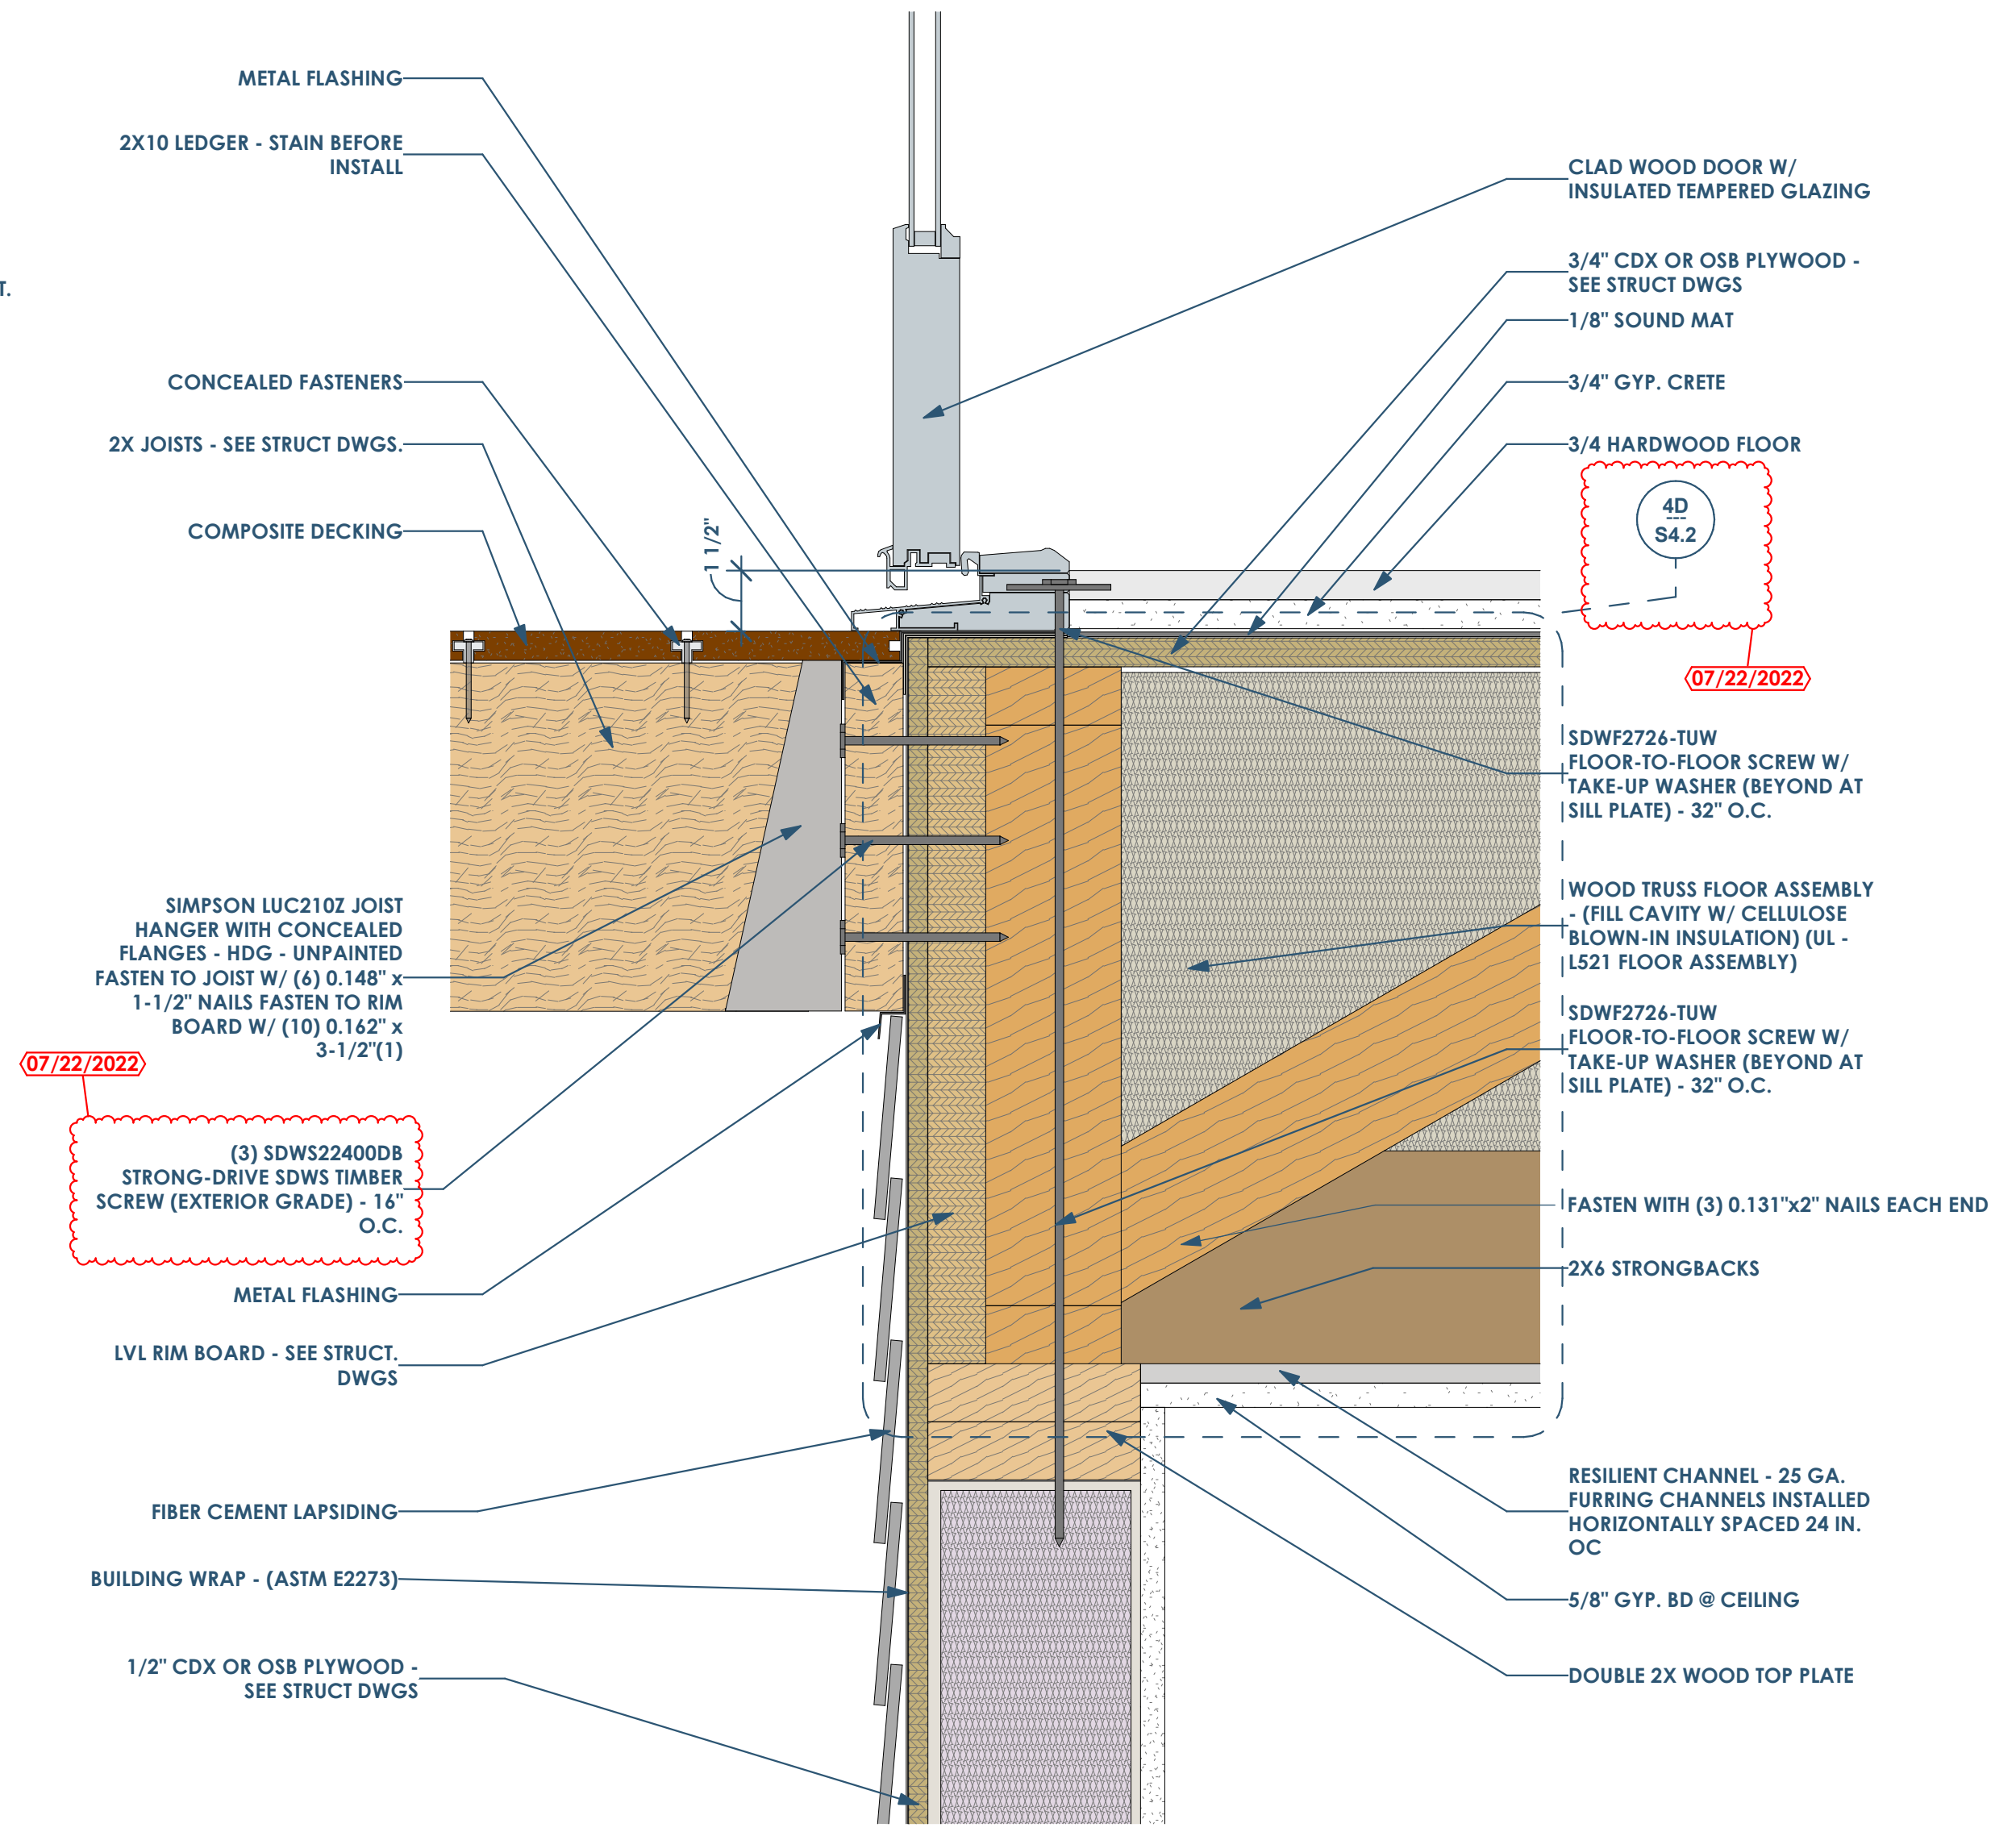 METAL FLASHING
2X10 LEDGER - STAIN BEFORE
INSTALL
T.
CONCEALED FASTENERS
2X JOISTS - SEE STRUCT DWGS.
COMPOSITE DECKING
1 1/2"
SIMPSON LUC210Z JOIST
HANGER WITH CONCEALED
FLANGES - HDG - UNPAINTED
FASTEN TO JOIST W/ (6) 0.148" x
1-1/2" NAILS FASTEN TO RIM
BOARD W/ (10) 0.162" x
3-1/2"(1)
07/22/2022
(3) SDWS22400DB
STRONG-DRIVE SDWS TIMBER
SCREW (EXTERIOR GRADE) - 16"
O.C.
METAL FLASHING
LVL RIM BOARD - SEE STRUCT.
DWGS
FIBER CEMENT LAPSIDING
BUILDING WRAP - (ASTM E2273)
1/2" CDX OR OSB PLYWOOD -
SEE STRUCT DWGS
CLAD WOOD DOOR W/
INSULATED TEMPERED GLAZING
3/4" CDX OR OSB PLYWOOD -
SEE STRUCT DWGS
1/8" SOUND MAT
3/4" GYP. CRETE
3/4 HARDWOOD FLOOR
4D
---
S4.2
07/22/2022
SDWF2726-TUW
FLOOR-TO-FLOOR SCREW W/
TAKE-UP WASHER (BEYOND AT
SILL PLATE) - 32" O.C.
WOOD TRUSS FLOOR ASSEMBLY
- (FILL CAVITY W/ CELLULOSE
BLOWN-IN INSULATION) (UL -
L521 FLOOR ASSEMBLY)
SDWF2726-TUW
FLOOR-TO-FLOOR SCREW W/
TAKE-UP WASHER (BEYOND AT
SILL PLATE) - 32" O.C.
FASTEN WITH (3) 0.131"x2" NAILS EACH END
2X6 STRONGBACKS
RESILIENT CHANNEL - 25 GA.
FURRING CHANNELS INSTALLED
HORIZONTALLY SPACED 24 IN.
OC
5/8" GYP. BD @ CEILING
DOUBLE 2X WOOD TOP PLATE